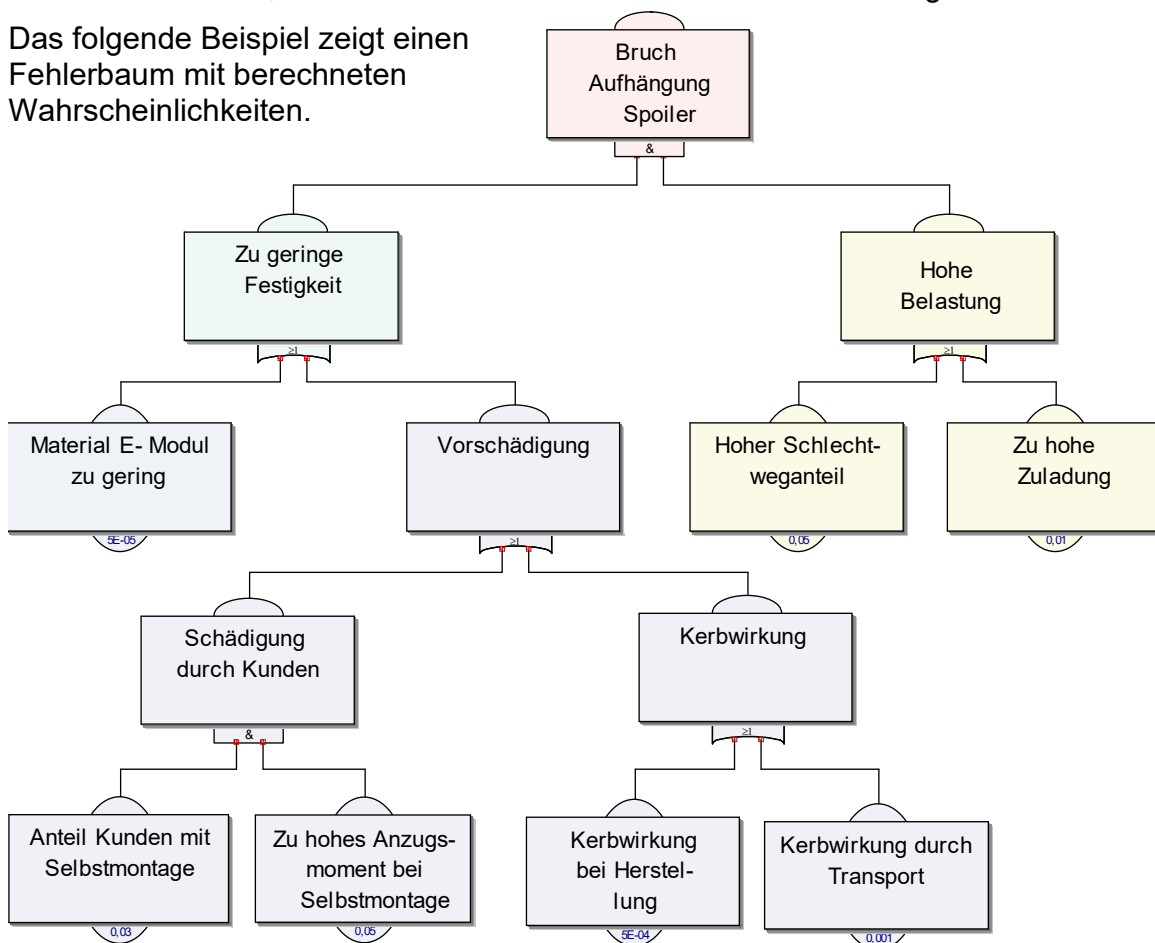 Das folgende Beispiel zeigt einen
Fehlerbaum mit berechneten
Wahrscheinlichkeiten.
Bruch
Aufhängung
Spoiler
&
Zu geringe
Festigkeit
≥1
Hohe
Belastung
≥1
Material E- Modul
zu gering
5E-05
Vorschädigung
≥1
Hoher Schlecht-
weganteil
0,05
Zu hohe
Zuladung
0,01
Schädigung
durch Kunden
&
Kerbwirkung
≥1
Anteil Kunden mit
Selbstmontage
0,03
Zu hohes Anzugs-
moment bei
Selbstmontage
0,05
Kerbwirkung
bei Herstel-
lung
5E-04
Kerbwirkung durch
Transport
0,001